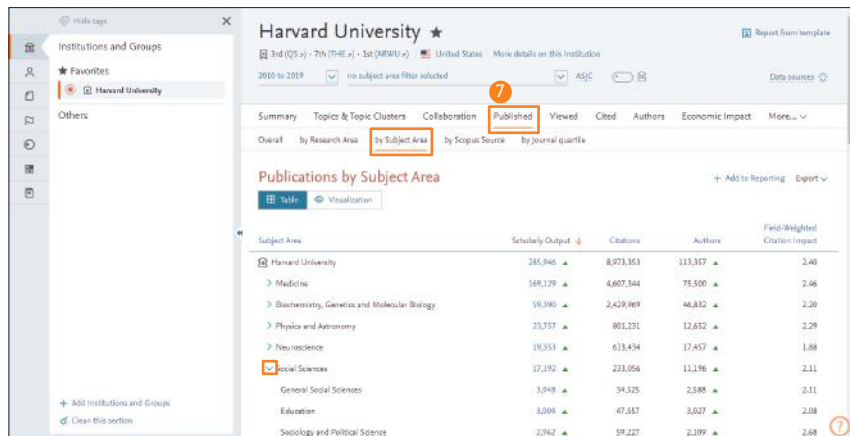 Hide tags
Institutions and Groups
Favorites
Harvard University
Others
+ Add Institutions and Groups
Clean this section
Harvard University
Report from template
3rd (QS) · 7th (THE) · 1st (ARWU) United States More details on this Institution
2010 to 2019 no subject area filter selected ASJC Data sources
7
Summary Topics & Topic Clusters Collaboration Published Viewed Cited Authors Economic Impact More...
Overall by Research Area by Subject Area by Scopus Source by journal quartile
Publications by Subject Area
+ Add to Reporting Export
Table Visualization
Subject Area Scholarly Output Citations Authors Field-Weighted Citation Impact
Harvard University 285,946 8,973,353 113,357 2.40
Medicine 169,129 4,607,344 75,500 2.46
Biochemistry, Genetics and Molecular Biology 59,390 2,429,969 46,832 2.20
Physics and Astronomy 23,757 801,231 12,652 2.29
Neuroscience 19,353 613,434 17,457 1.88
ocial Sciences 17,192 233,056 11,196 2.11
General Social Sciences 3,948 34,525 2,588 2.11
Education 3,004 47,557 3,027 2.08
Sociology and Political Science 2,962 59,227 2,109 2.68
?